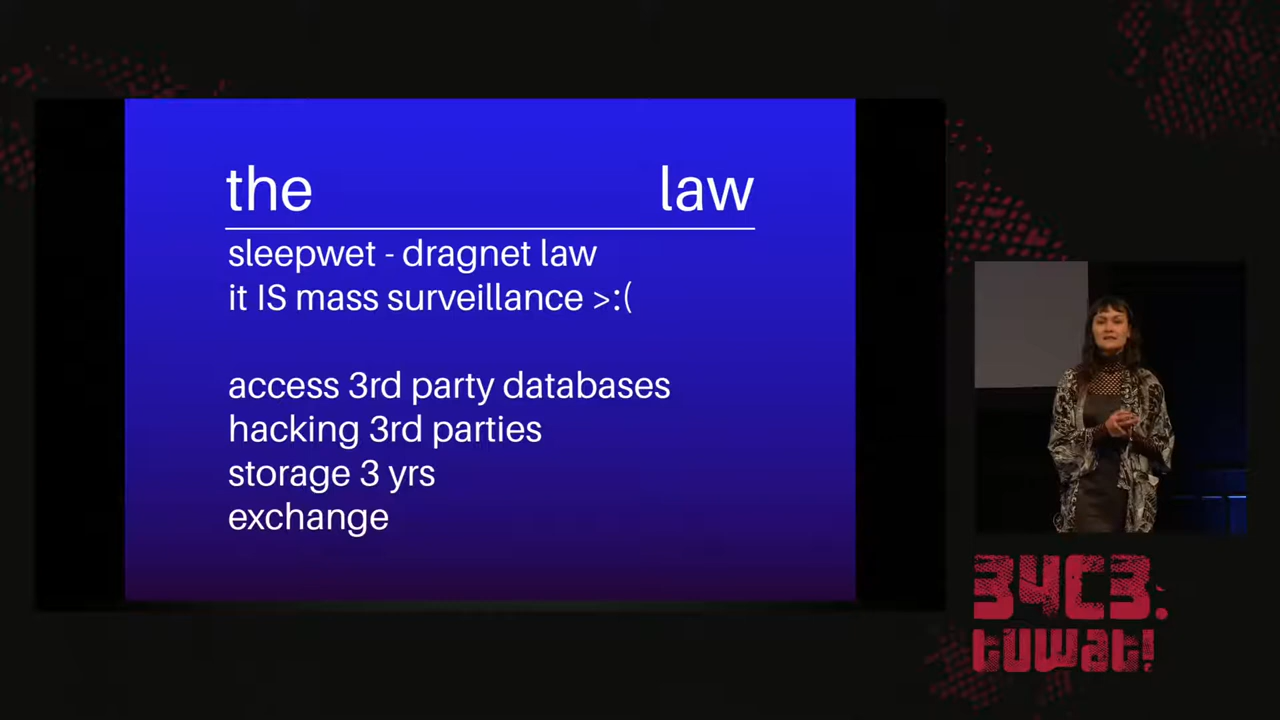 the law
sleepwet - dragnet law
it IS mass surveillance >:(
access 3rd party databases
hacking 3rd parties
storage 3 yrs
exchange
34C3:
tuwat!